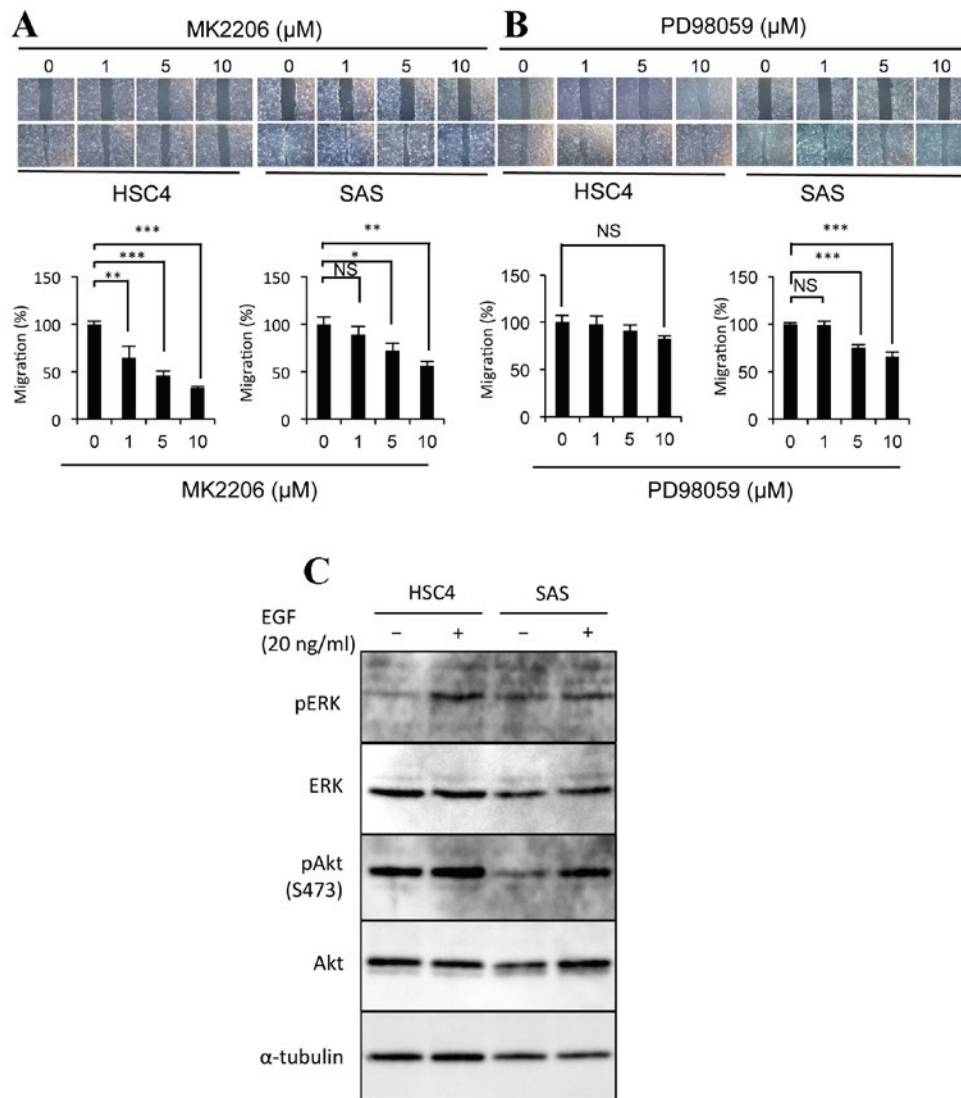 A
MK2206 (µM)
0 1 5 10 0 1 5 10
HSC4 SAS
*** 
***
**
**
*
NS
Migration (%)
150
100
50
0
0 1 5 10
Migration (%)
150
100
50
0
0 1 5 10
MK2206 (µM)
B
PD98059 (µM)
0 1 5 10 0 1 5 10
HSC4 SAS
NS
***
***
NS
Migration (%)
150
100
50
0
0 1 5 10
Migration (%)
150
100
50
0
0 1 5 10
PD98059 (µM)
C
HSC4 SAS
EGF
(20 ng/ml) − + − +
pERK
ERK
pAkt
(S473)
Akt
α-tubulin